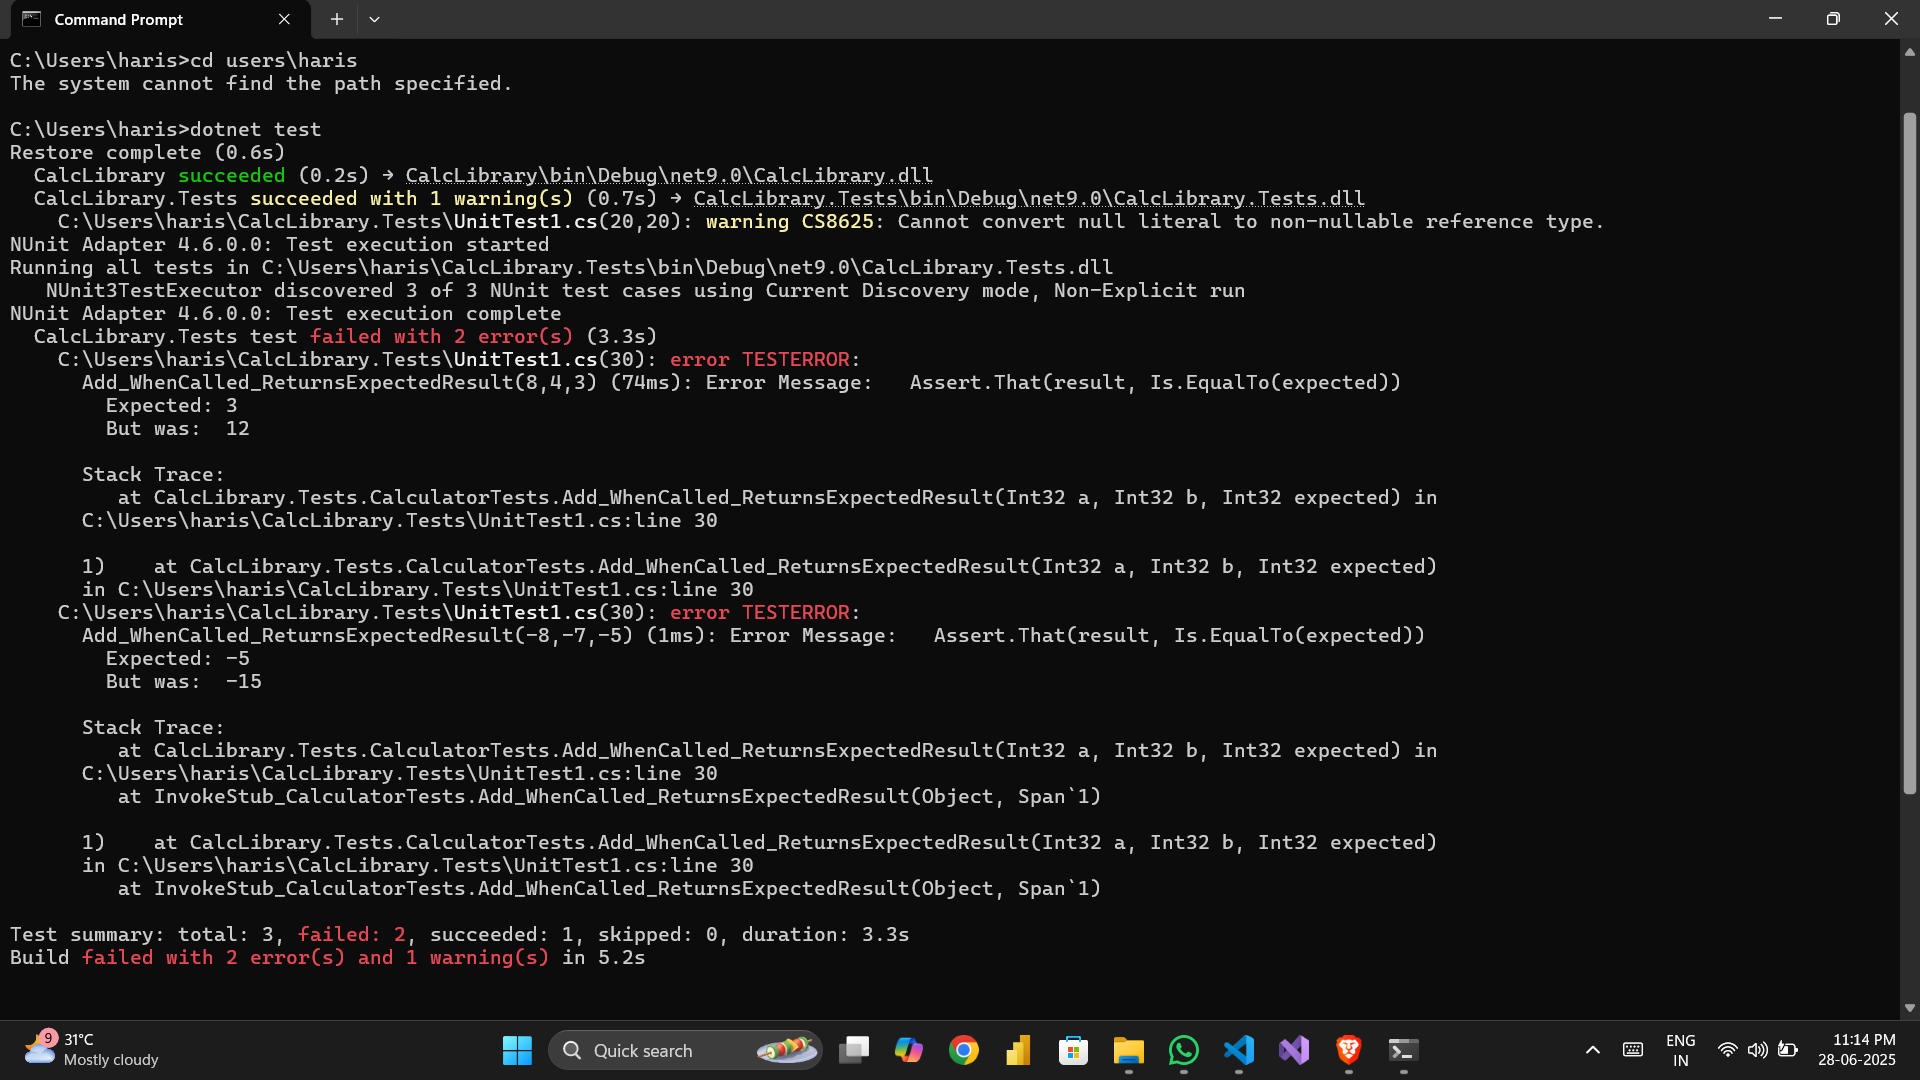 Command Prompt
C:\Users\haris>cd users\haris
The system cannot find the path specified.
C:\Users\haris>dotnet test
Restore complete (0.6s)
CalcLibrary succeeded (0.2s) → CalcLibrary\bin\Debug\net9.0\CalcLibrary.dll
CalcLibrary.Tests succeeded with 1 warning(s) (0.7s) → CalcLibrary.Tests\bin\Debug\net9.0\CalcLibrary.Tests.dll
C:\Users\haris\CalcLibrary.Tests\UnitTest1.cs(20,20): warning CS8625: Cannot convert null literal to non-nullable reference type.
NUnit Adapter 4.6.0.0: Test execution started
Running all tests in C:\Users\haris\CalcLibrary.Tests\bin\Debug\net9.0\CalcLibrary.Tests.dll
NUnit3TestExecutor discovered 3 of 3 NUnit test cases using Current Discovery mode, Non-Explicit run
NUnit Adapter 4.6.0.0: Test execution complete
CalcLibrary.Tests test failed with 2 error(s) (3.3s)
C:\Users\haris\CalcLibrary.Tests\UnitTest1.cs(30): error TESTERROR:
Add_WhenCalled_ReturnsExpectedResult(8,4,3) (74ms): Error Message:   Assert.That(result, Is.EqualTo(expected))
Expected: 3
But was:  12
Stack Trace:
at CalcLibrary.Tests.CalculatorTests.Add_WhenCalled_ReturnsExpectedResult(Int32 a, Int32 b, Int32 expected) in
C:\Users\haris\CalcLibrary.Tests\UnitTest1.cs:line 30
1)    at CalcLibrary.Tests.CalculatorTests.Add_WhenCalled_ReturnsExpectedResult(Int32 a, Int32 b, Int32 expected)
in C:\Users\haris\CalcLibrary.Tests\UnitTest1.cs:line 30
C:\Users\haris\CalcLibrary.Tests\UnitTest1.cs(30): error TESTERROR:
Add_WhenCalled_ReturnsExpectedResult(-8,-7,-5) (1ms): Error Message:   Assert.That(result, Is.EqualTo(expected))
Expected: -5
But was:  -15
Stack Trace:
at CalcLibrary.Tests.CalculatorTests.Add_WhenCalled_ReturnsExpectedResult(Int32 a, Int32 b, Int32 expected) in
C:\Users\haris\CalcLibrary.Tests\UnitTest1.cs:line 30
at InvokeStub_CalculatorTests.Add_WhenCalled_ReturnsExpectedResult(Object, Span`1)
1)    at CalcLibrary.Tests.CalculatorTests.Add_WhenCalled_ReturnsExpectedResult(Int32 a, Int32 b, Int32 expected)
in C:\Users\haris\CalcLibrary.Tests\UnitTest1.cs:line 30
at InvokeStub_CalculatorTests.Add_WhenCalled_ReturnsExpectedResult(Object, Span`1)
Test summary: total: 3, failed: 2, succeeded: 1, skipped: 0, duration: 3.3s
Build failed with 2 error(s) and 1 warning(s) in 5.2s
9
31°C
Mostly cloudy
Quick search
ENG
IN
11:14 PM
28-06-2025